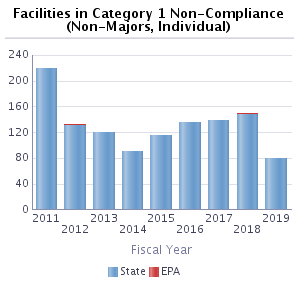 Facilities in Category 1 Non-Compliance
(Non-Majors, Individual)
240
200
160
120
80
40
0
2011 2013 2015 2017 2019
2012 2014 2016 2018
Fiscal Year
State EPA